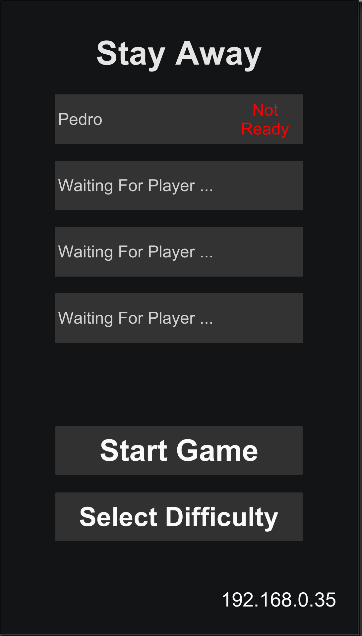 Stay Away
Pedro
Not
Ready
Waiting For Player ...
Waiting For Player ...
Waiting For Player ...
Start Game
Select Difficulty
192.168.0.35